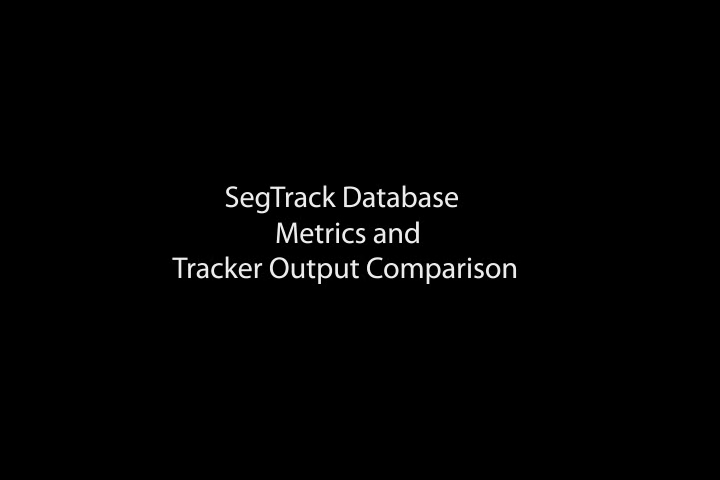 SegTrack Database
Metrics and
Tracker Output Comparison